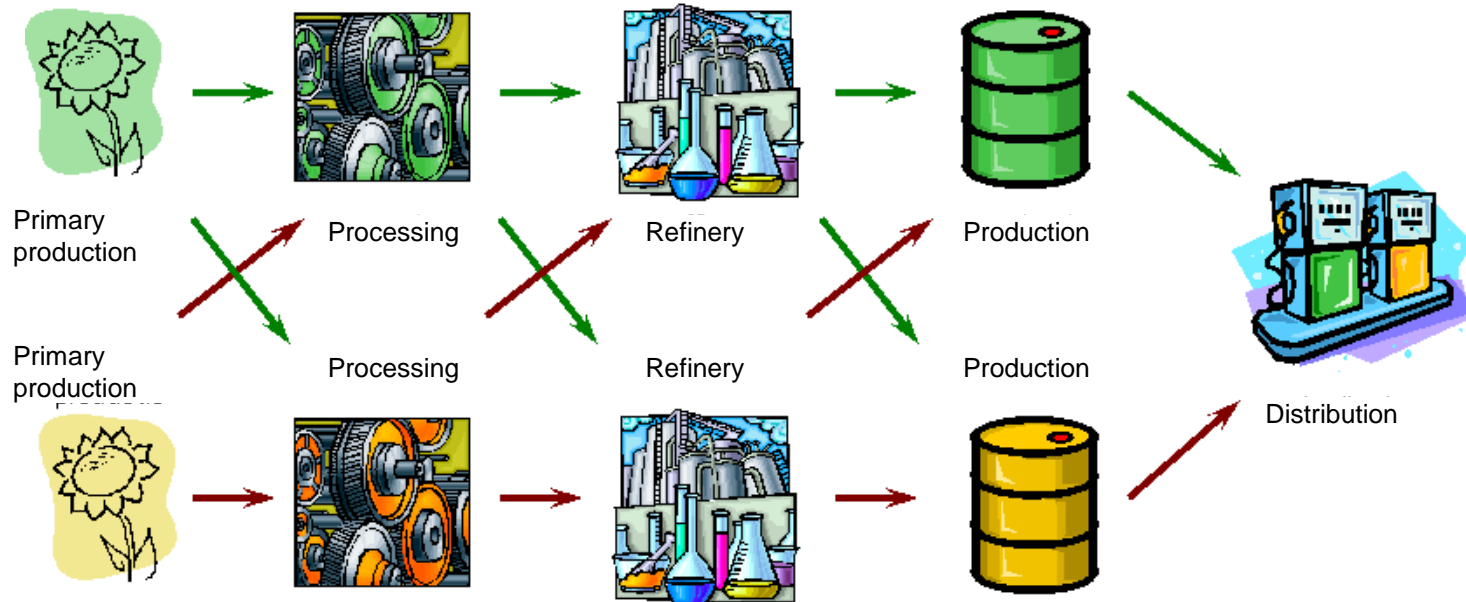 Primary
production
Processing
Refinery
Production
Primary
production
Processing
Refinery
Production
Distribution